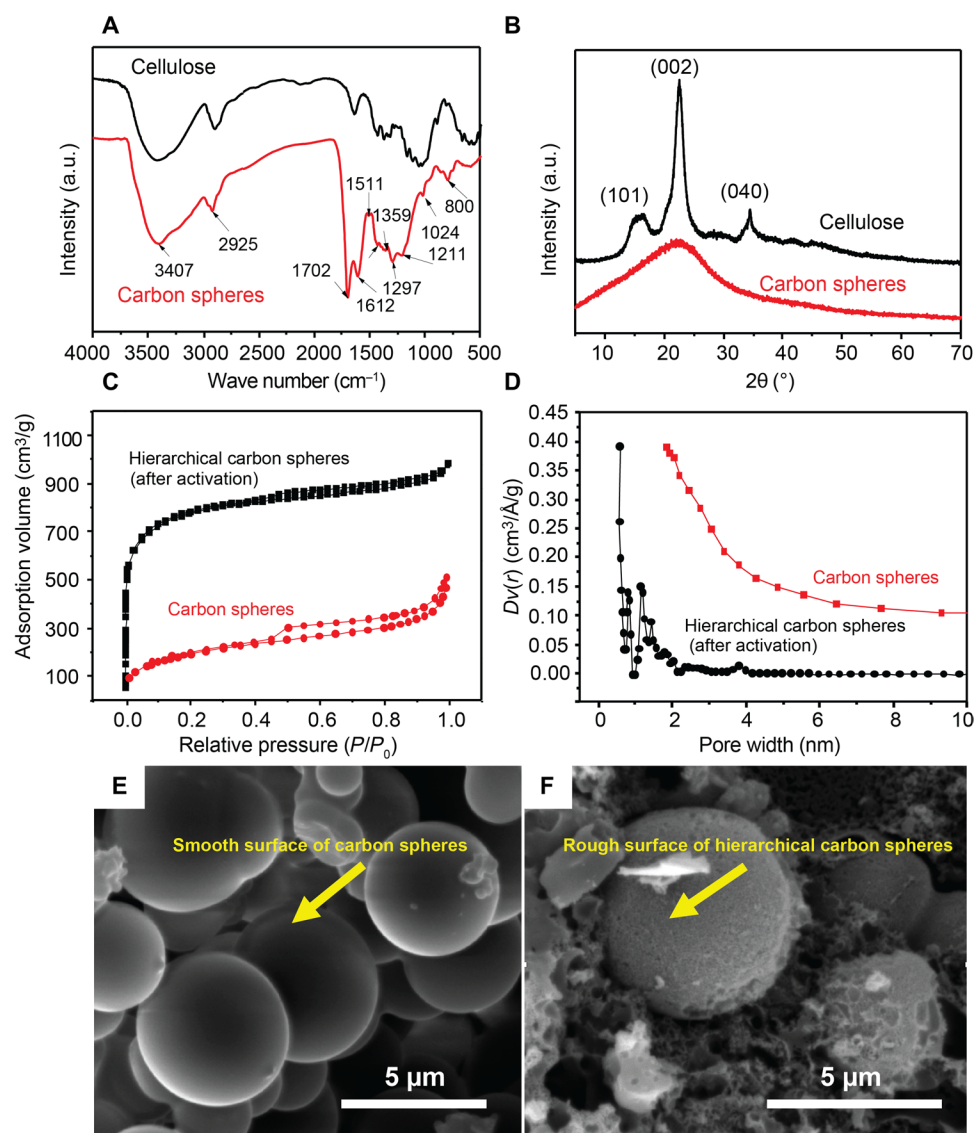 A
Cellulose
1511
1359
800
2925
1024
3407
1211
1702
1297
Carbon spheres
1612
Intensity (a.u.)
4000 3000 2000 1000 500
Wave number (cm⁻¹)
B
(002)
(101)
(040)
Cellulose
Carbon spheres
Intensity (a.u.)
10 20 30 40 50 60 70
2θ (°)
C
1100
900
700
500
300
100
Adsorption volume (cm³/g)
Hierarchical carbon spheres
(after activation)
Carbon spheres
0.0 0.2 0.4 0.6 0.8 1.0
Relative pressure (P/P₀)
D
0.45
0.40
0.35
0.30
0.25
0.20
0.15
0.10
0.05
0.00
Dv(r) (cm³/Å/g)
Carbon spheres
Hierarchical carbon spheres
(after activation)
0 2 4 6 8 10
Pore width (nm)
E
Smooth surface of carbon spheres
5 µm
F
Rough surface of hierarchical carbon spheres
5 µm